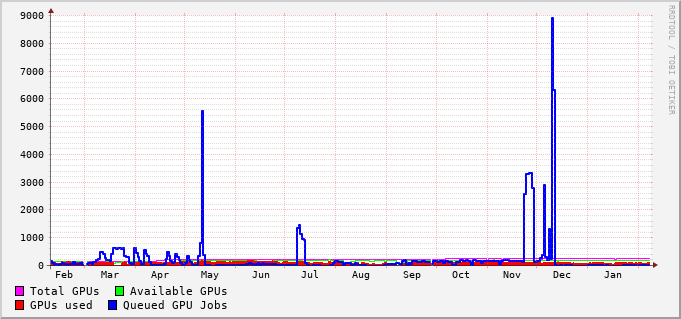 9000
8000
7000
6000
5000
4000
3000
2000
1000
0
Feb Mar Apr May Jun Jul Aug Sep Oct Nov Dec Jan
Total GPUs Available GPUs
GPUs used Queued GPU Jobs
RRDTOOL / TOBI OETIKER